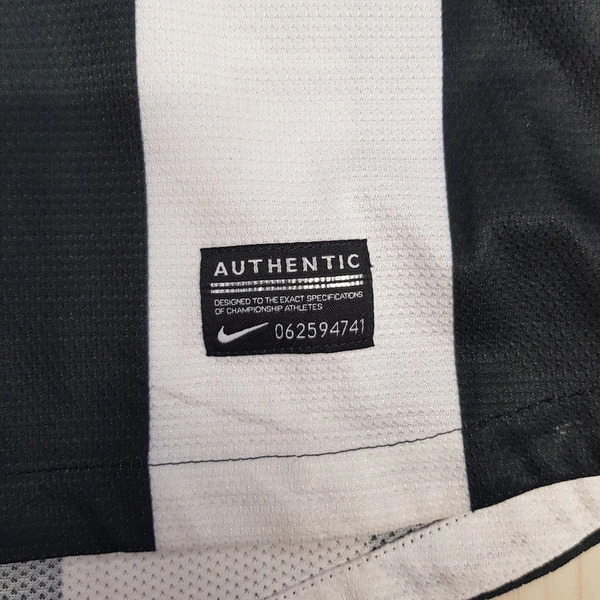 AUTHENTIC
DESIGNED TO THE EXACT SPECIFICATIONS
OF CHAMPIONSHIP ATHLETES
062594741